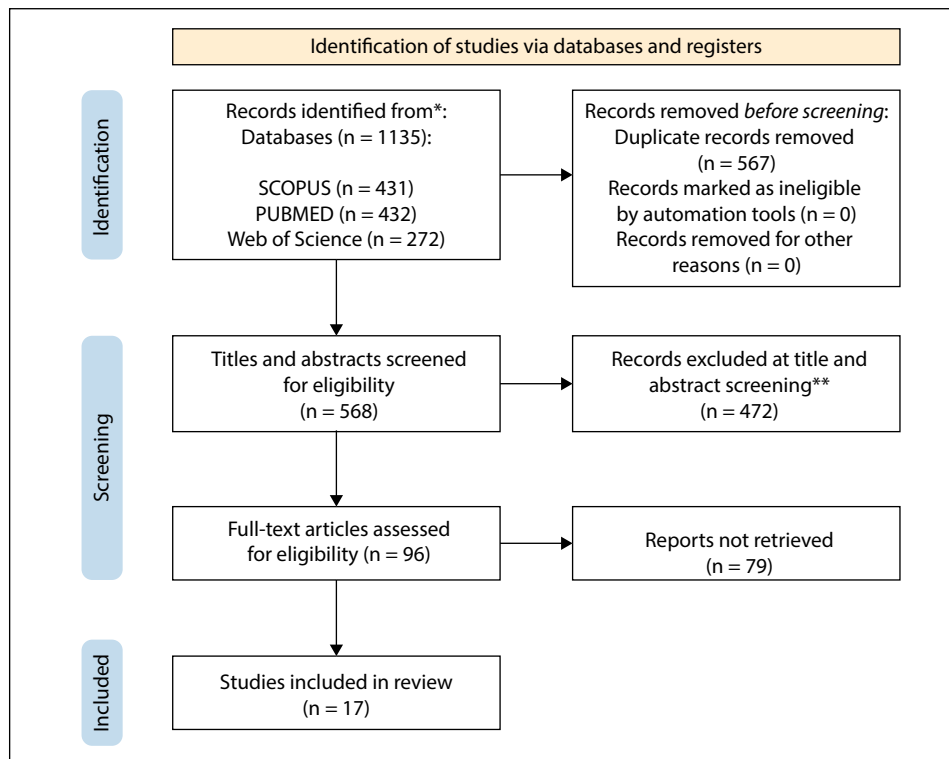 Identification of studies via databases and registers
Identification
Records identified from*:
Databases (n = 1135):
SCOPUS (n = 431)
PUBMED (n = 432)
Web of Science (n = 272)
Records removed before screening:
Duplicate records removed
(n = 567)
Records marked as ineligible
by automation tools (n = 0)
Records removed for other
reasons (n = 0)
Screening
Titles and abstracts screened
for eligibility
(n = 568)
Records excluded at title and
abstract screening**
(n = 472)
Full-text articles assessed
for eligibility (n = 96)
Reports not retrieved
(n = 79)
Included
Studies included in review
(n = 17)